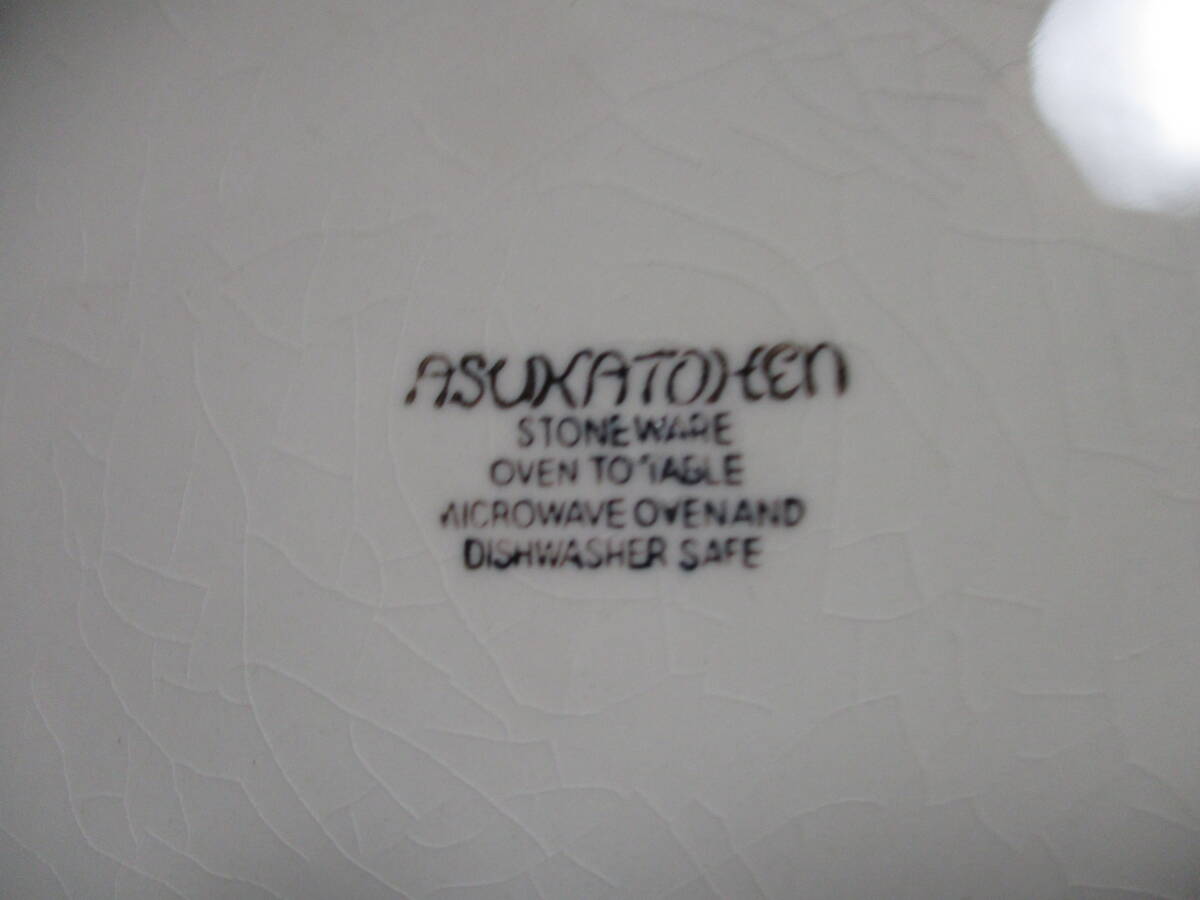 ASUKATOHEN
STONEWARE
OVEN TO TABLE
MICROWAVE OVEN AND
DISHWASHER SAFE